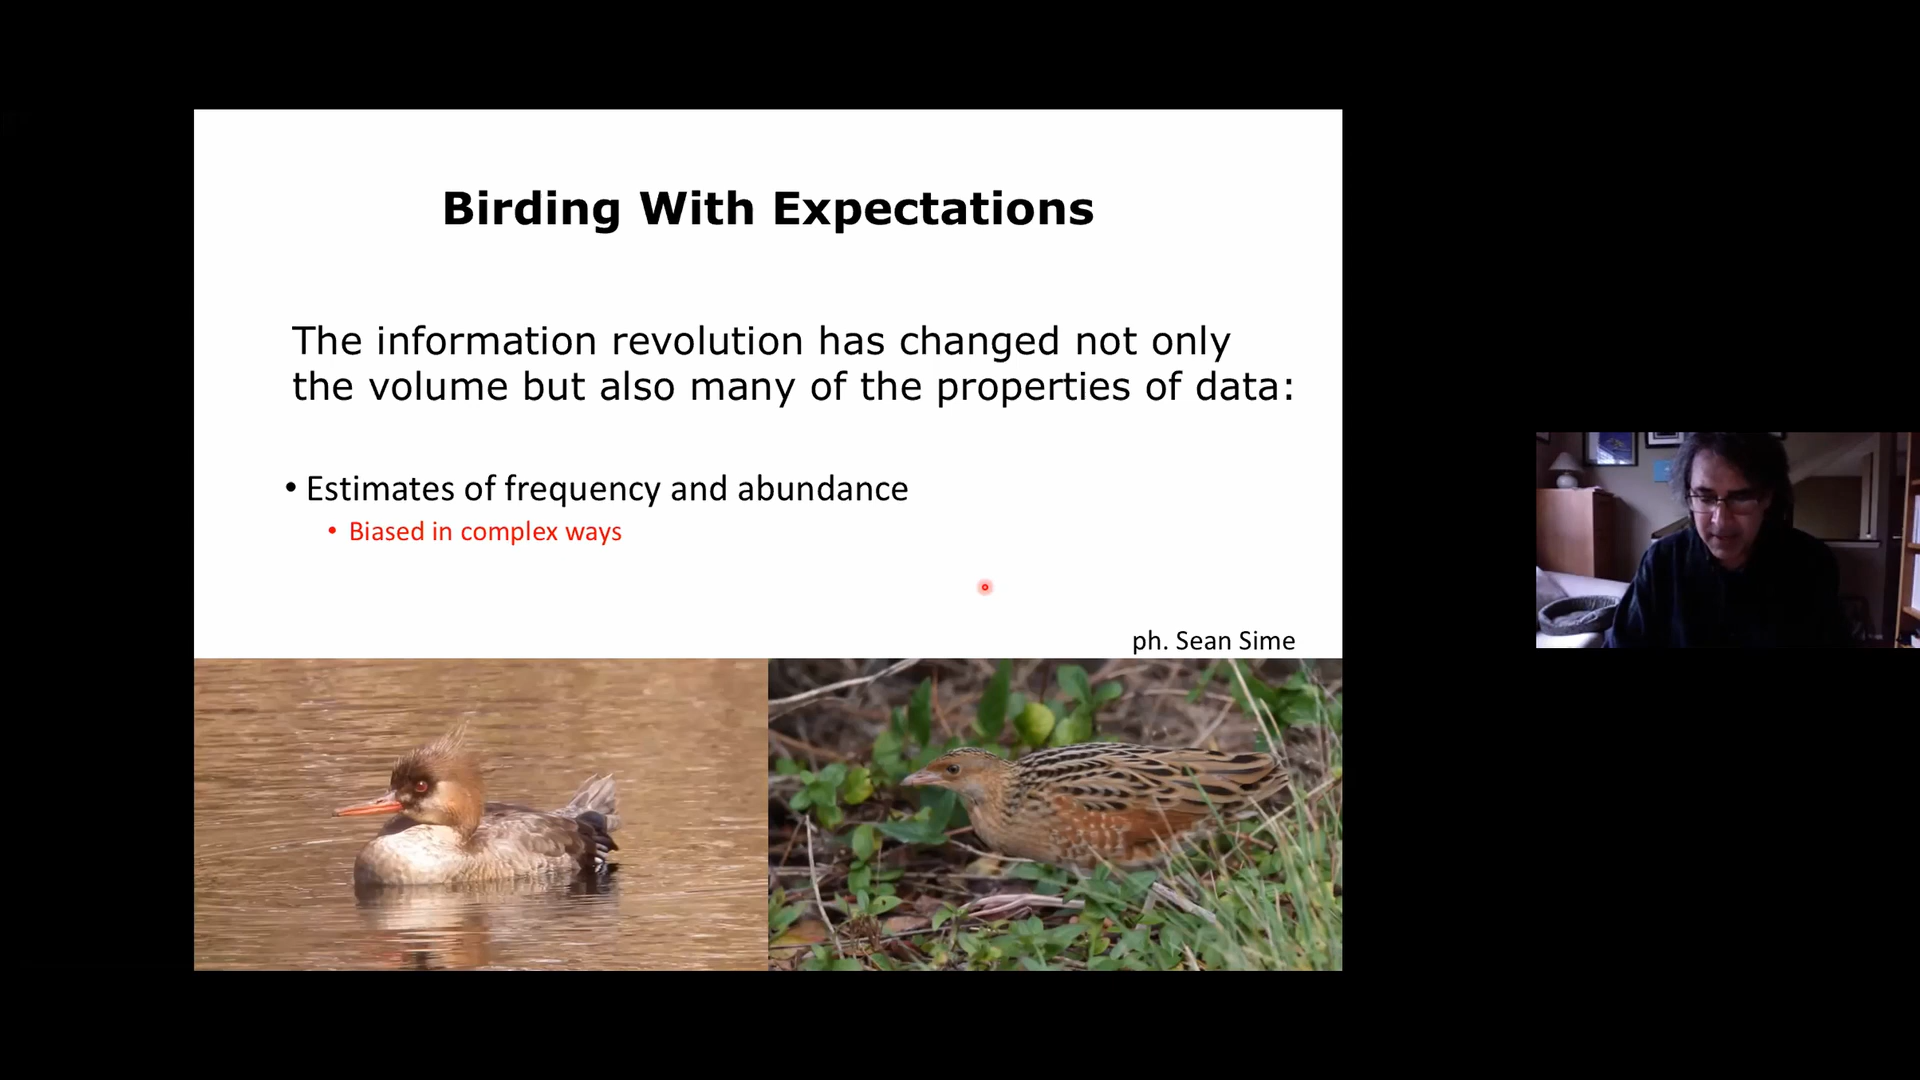 Birding With Expectations
The information revolution has changed not only
the volume but also many of the properties of data:
• Estimates of frequency and abundance
• Biased in complex ways
ph. Sean Sime